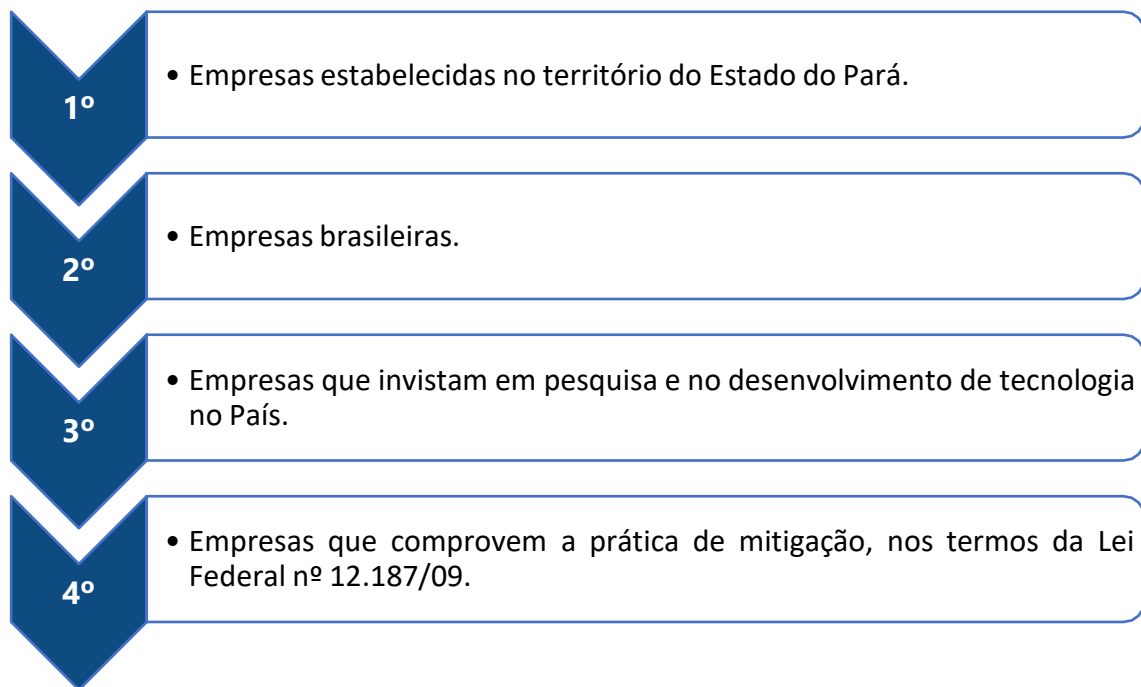 1º
• Empresas estabelecidas no território do Estado do Pará.
2º
• Empresas brasileiras.
3º
• Empresas que invistam em pesquisa e no desenvolvimento de tecnologia
no País.
4º
• Empresas que comprovem a prática de mitigação, nos termos da Lei
Federal nº 12.187/09.